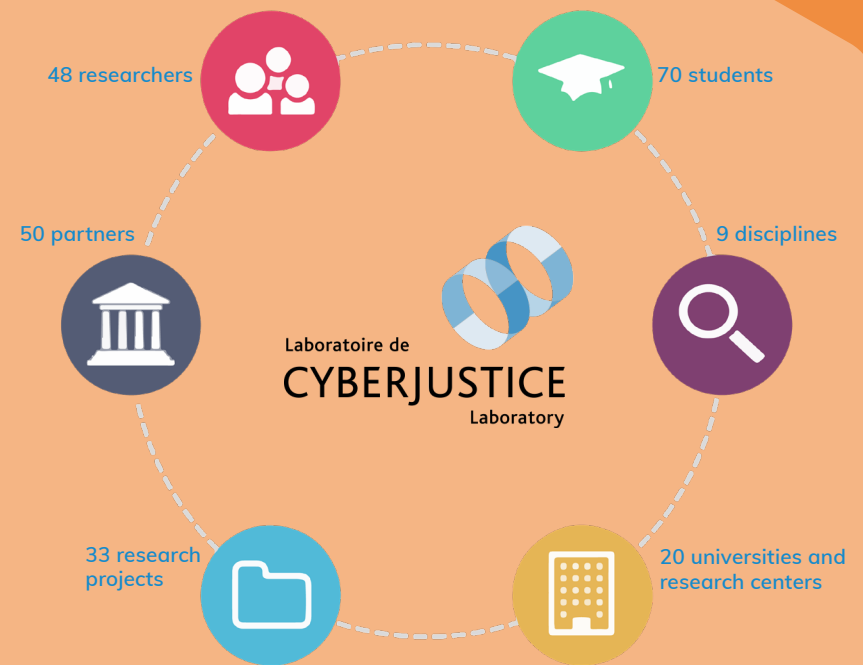 48 researchers
70 students
50 partners
9 disciplines
Laboratoire de
CYBERJUSTICE
Laboratory
33 research
projects
20 universities and
research centers